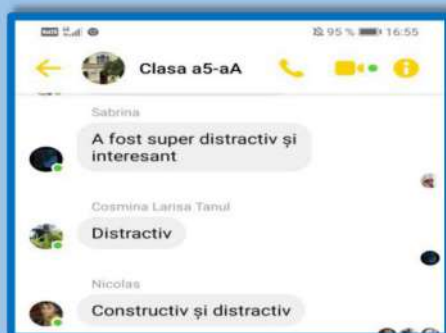 95 % 16:55
Clasa a5-aA
Sabrina
A fost super distractiv și
interesant
Cosmina Larisa Tanul
Distractiv
Nicolas
Constructiv și distractiv